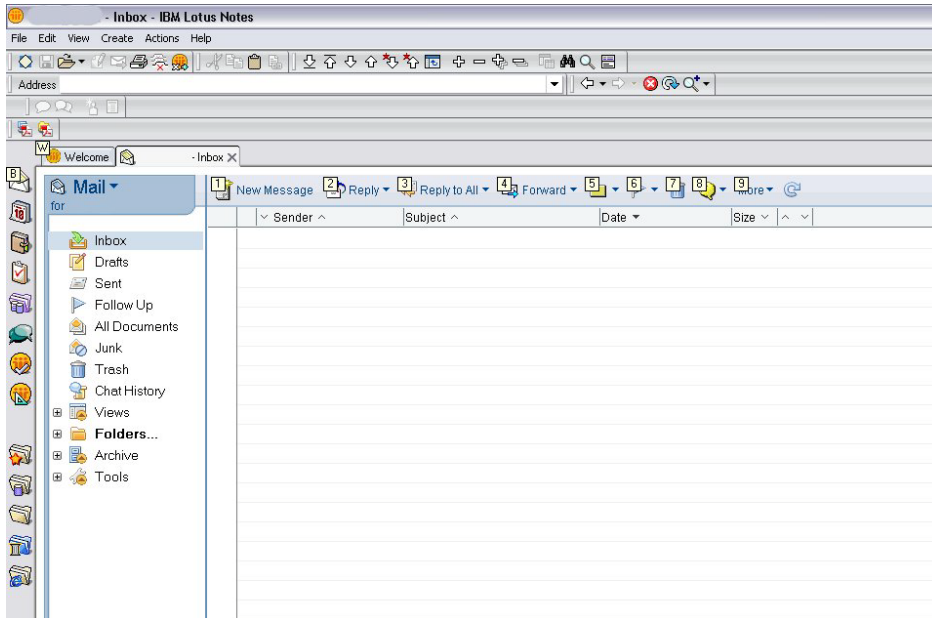 - Inbox - IBM Lotus Notes
File Edit View Create Actions Help
Address
W
Welcome - Inbox
B
Mail
1 New Message 2 Reply 3 Reply to All 4 Forward 5 6 7 8 9 ore
for
18
Sender Subject Date Size
Inbox
Drafts
Sent
Follow Up
All Documents
Junk
Trash
Chat History
Views
Folders...
Archive
Tools